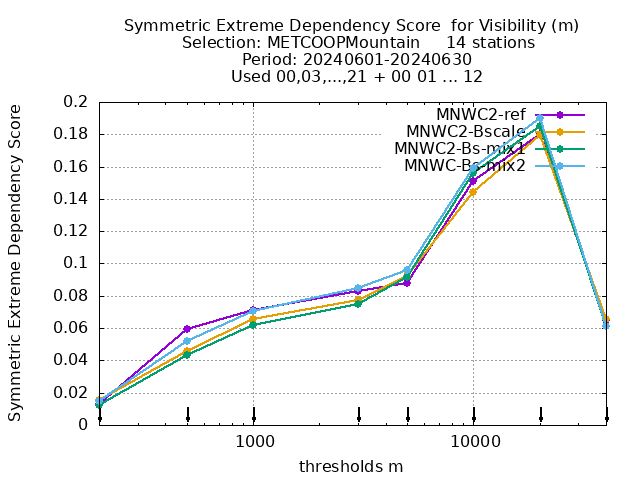 Symmetric Extreme Dependency Score  for Visibility (m)
Selection: METCOOPMountain     14 stations
Period: 20240601-20240630
Used 00,03,...,21 + 00 01 ... 12
Symmetric Extreme Dependency Score
0.2
0.18
0.16
0.14
0.12
0.1
0.08
0.06
0.04
0.02
0
MNWC2-ref
MNWC2-Bscale
MNWC2-Bs-mix1
MNWC-Bs-mix2
1000
10000
thresholds m